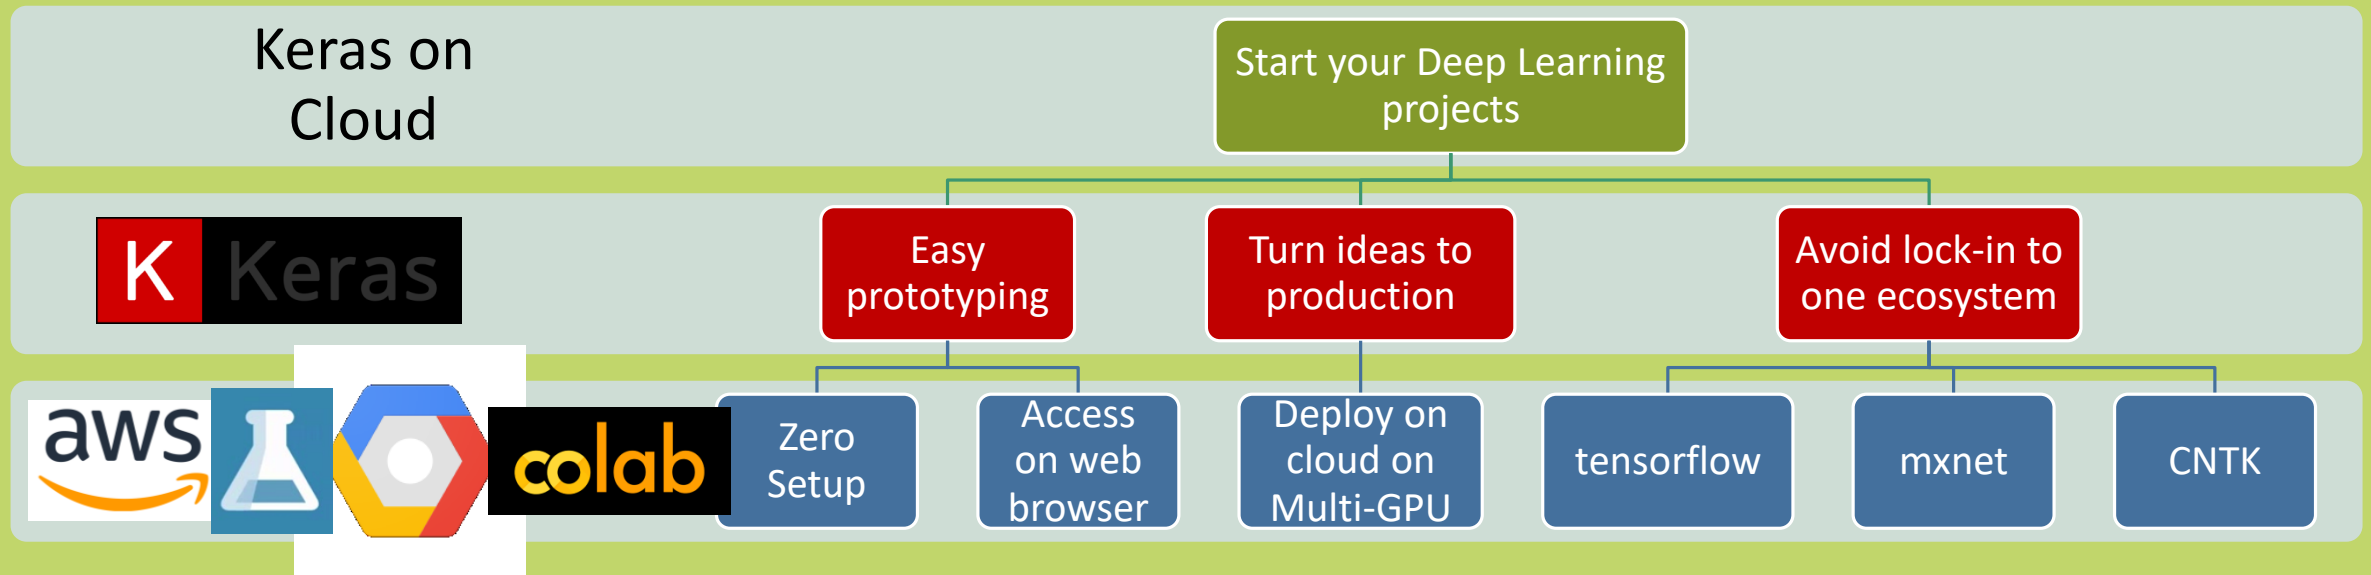 Keras on
Cloud
Start your Deep Learning
projects
K Keras
Easy
prototyping
Turn ideas to
production
Avoid lock-in to
one ecosystem
aws
colab
Zero
Setup
Access
on web
browser
Deploy on
cloud on
Multi-GPU
tensorflow
mxnet
CNTK